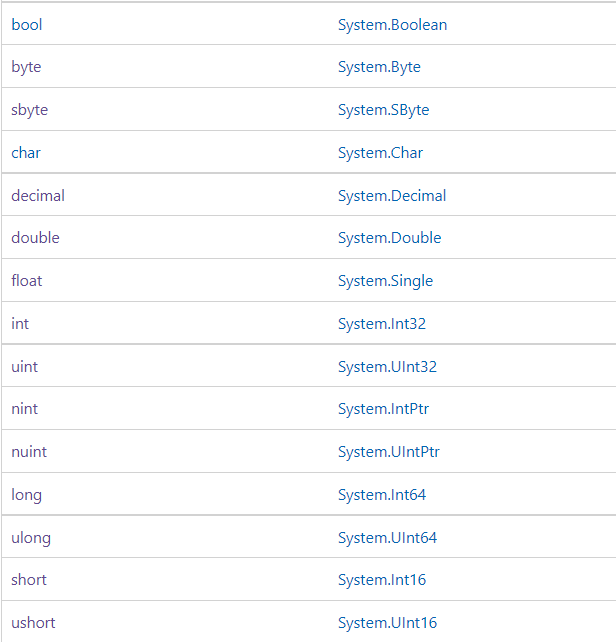 bool System.Boolean
byte System.Byte
sbyte System.SByte
char System.Char
decimal System.Decimal
double System.Double
float System.Single
int System.Int32
uint System.UInt32
nint System.IntPtr
nuint System.UIntPtr
long System.Int64
ulong System.UInt64
short System.Int16
ushort System.UInt16